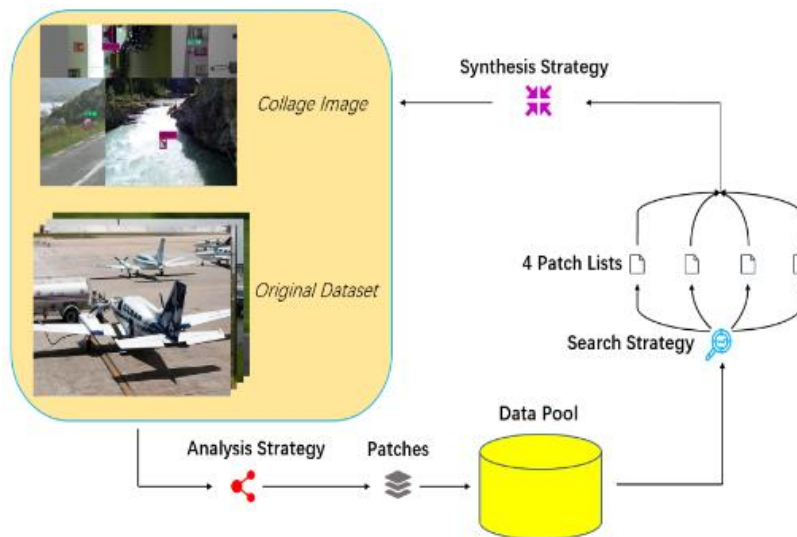 Synthesis Strategy
Collage Image
4 Patch Lists
Original Dataset
Search Strategy
Data Pool
Analysis Strategy
Patches